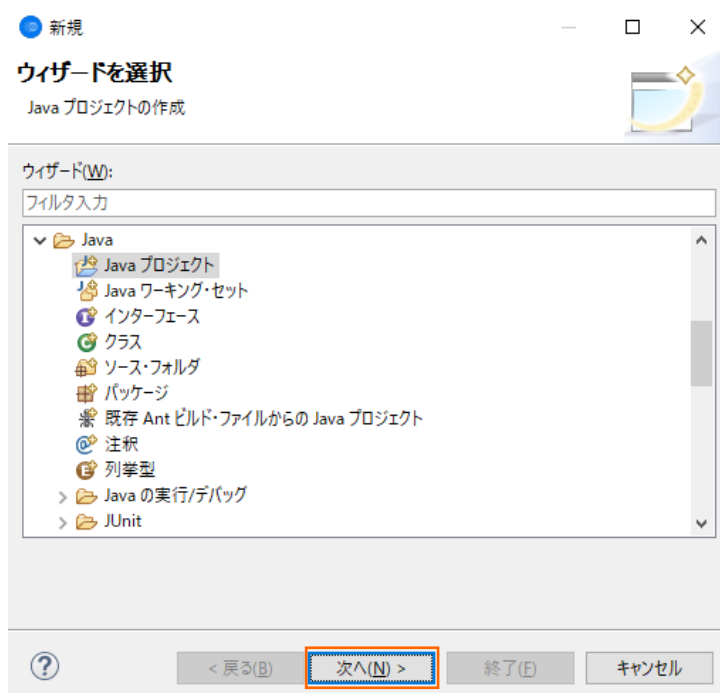 新規
ウィザードを選択
Java プロジェクトの作成
ウィザード(W):
フィルタ入力
Java
Java プロジェクト
Java ワーキング・セット
インターフェース
クラス
ソース・フォルダ
パッケージ
既存 Ant ビルド・ファイルからの Java プロジェクト
注釈
列挙型
Java の実行/デバッグ
JUnit
< 戻る(B) 次へ(N) > 終了(F) キャンセル